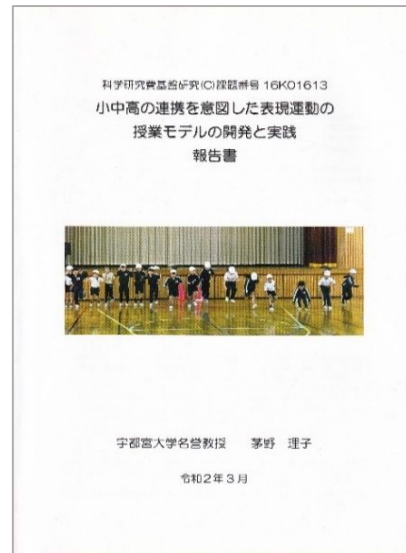 科学研究費基盤研究(C)課題番号 16K01613
小中高の連携を意図した表現運動の
授業モデルの開発と実践
報告書
宇都宮大学名誉教授 茅野 理子
令和2年3月